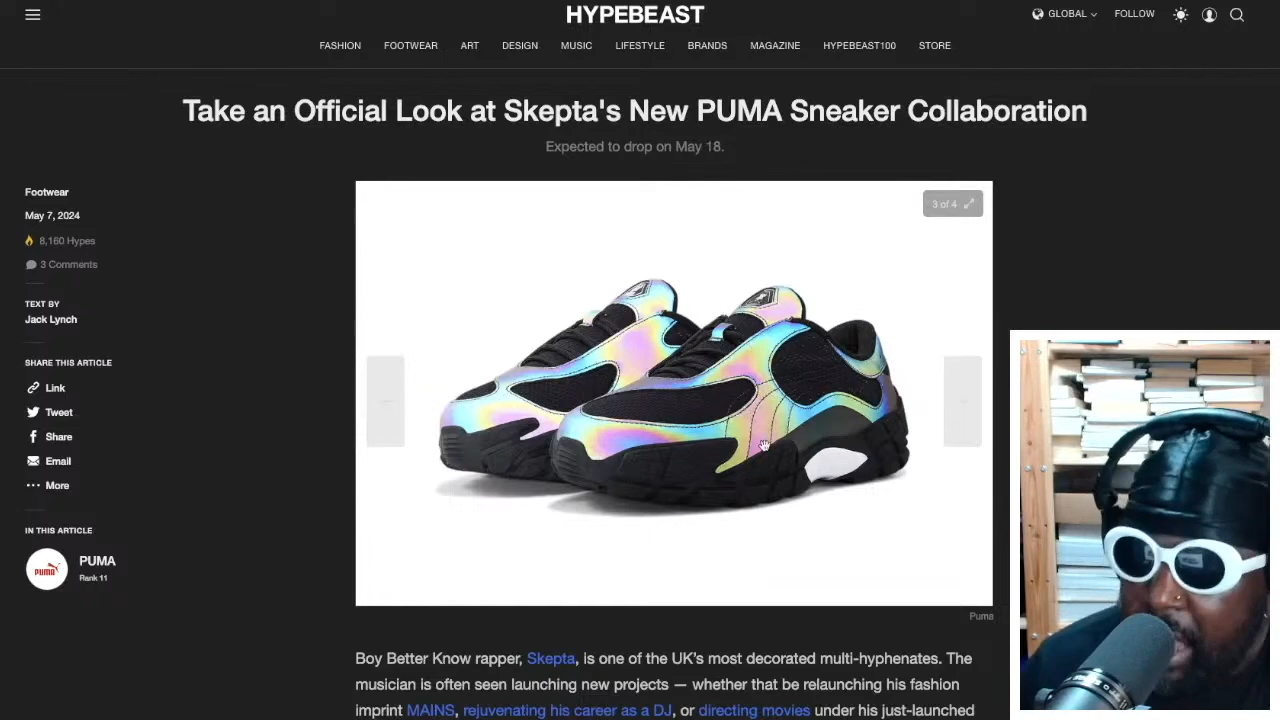 HYPEBEAST
GLOBAL
FOLLOW
FASHION FOOTWEAR ART DESIGN MUSIC LIFESTYLE BRANDS MAGAZINE HYPEBEAST100 STORE
Take an Official Look at Skepta's New PUMA Sneaker Collaboration
Expected to drop on May 18.
Footwear
May 7, 2024
8,160 Hypes
3 Comments
TEXT BY
Jack Lynch
SHARE THIS ARTICLE
Link
Tweet
Share
Email
More
IN THIS ARTICLE
PUMA
PUMA
Rank 11
3 of 4
Puma
Boy Better Know rapper, Skepta, is one of the UK's most decorated multi-hyphenates. The
musician is often seen launching new projects — whether that be relaunching his fashion
imprint MAINS, rejuvenating his career as a DJ, or directing movies under his just-launched